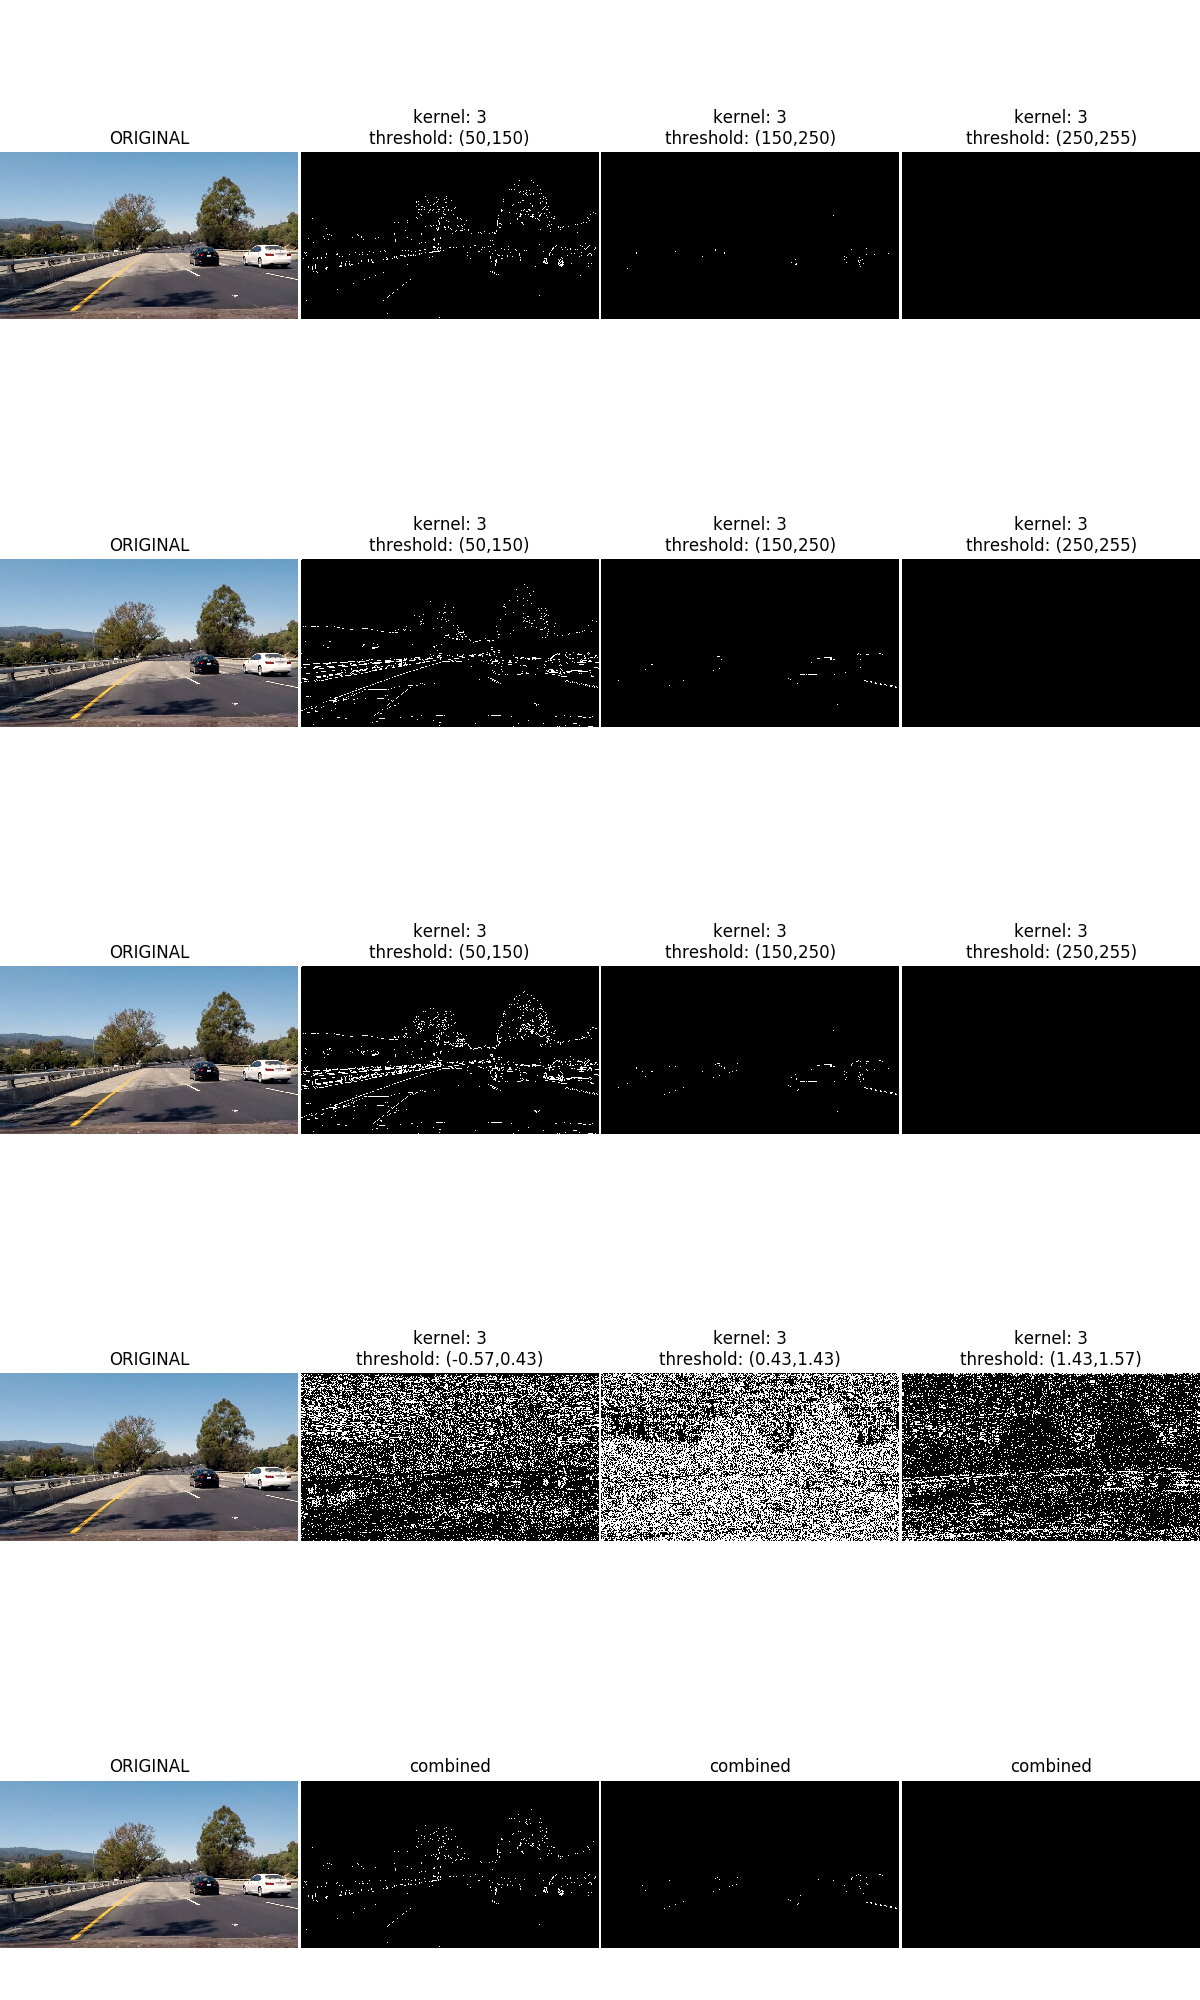 ORIGINAL
kernel: 3
threshold: (50,150)
kernel: 3
threshold: (150,250)
kernel: 3
threshold: (250,255)
ORIGINAL
kernel: 3
threshold: (50,150)
kernel: 3
threshold: (150,250)
kernel: 3
threshold: (250,255)
ORIGINAL
kernel: 3
threshold: (50,150)
kernel: 3
threshold: (150,250)
kernel: 3
threshold: (250,255)
ORIGINAL
kernel: 3
threshold: (-0.57,0.43)
kernel: 3
threshold: (0.43,1.43)
kernel: 3
threshold: (1.43,1.57)
ORIGINAL
combined
combined
combined